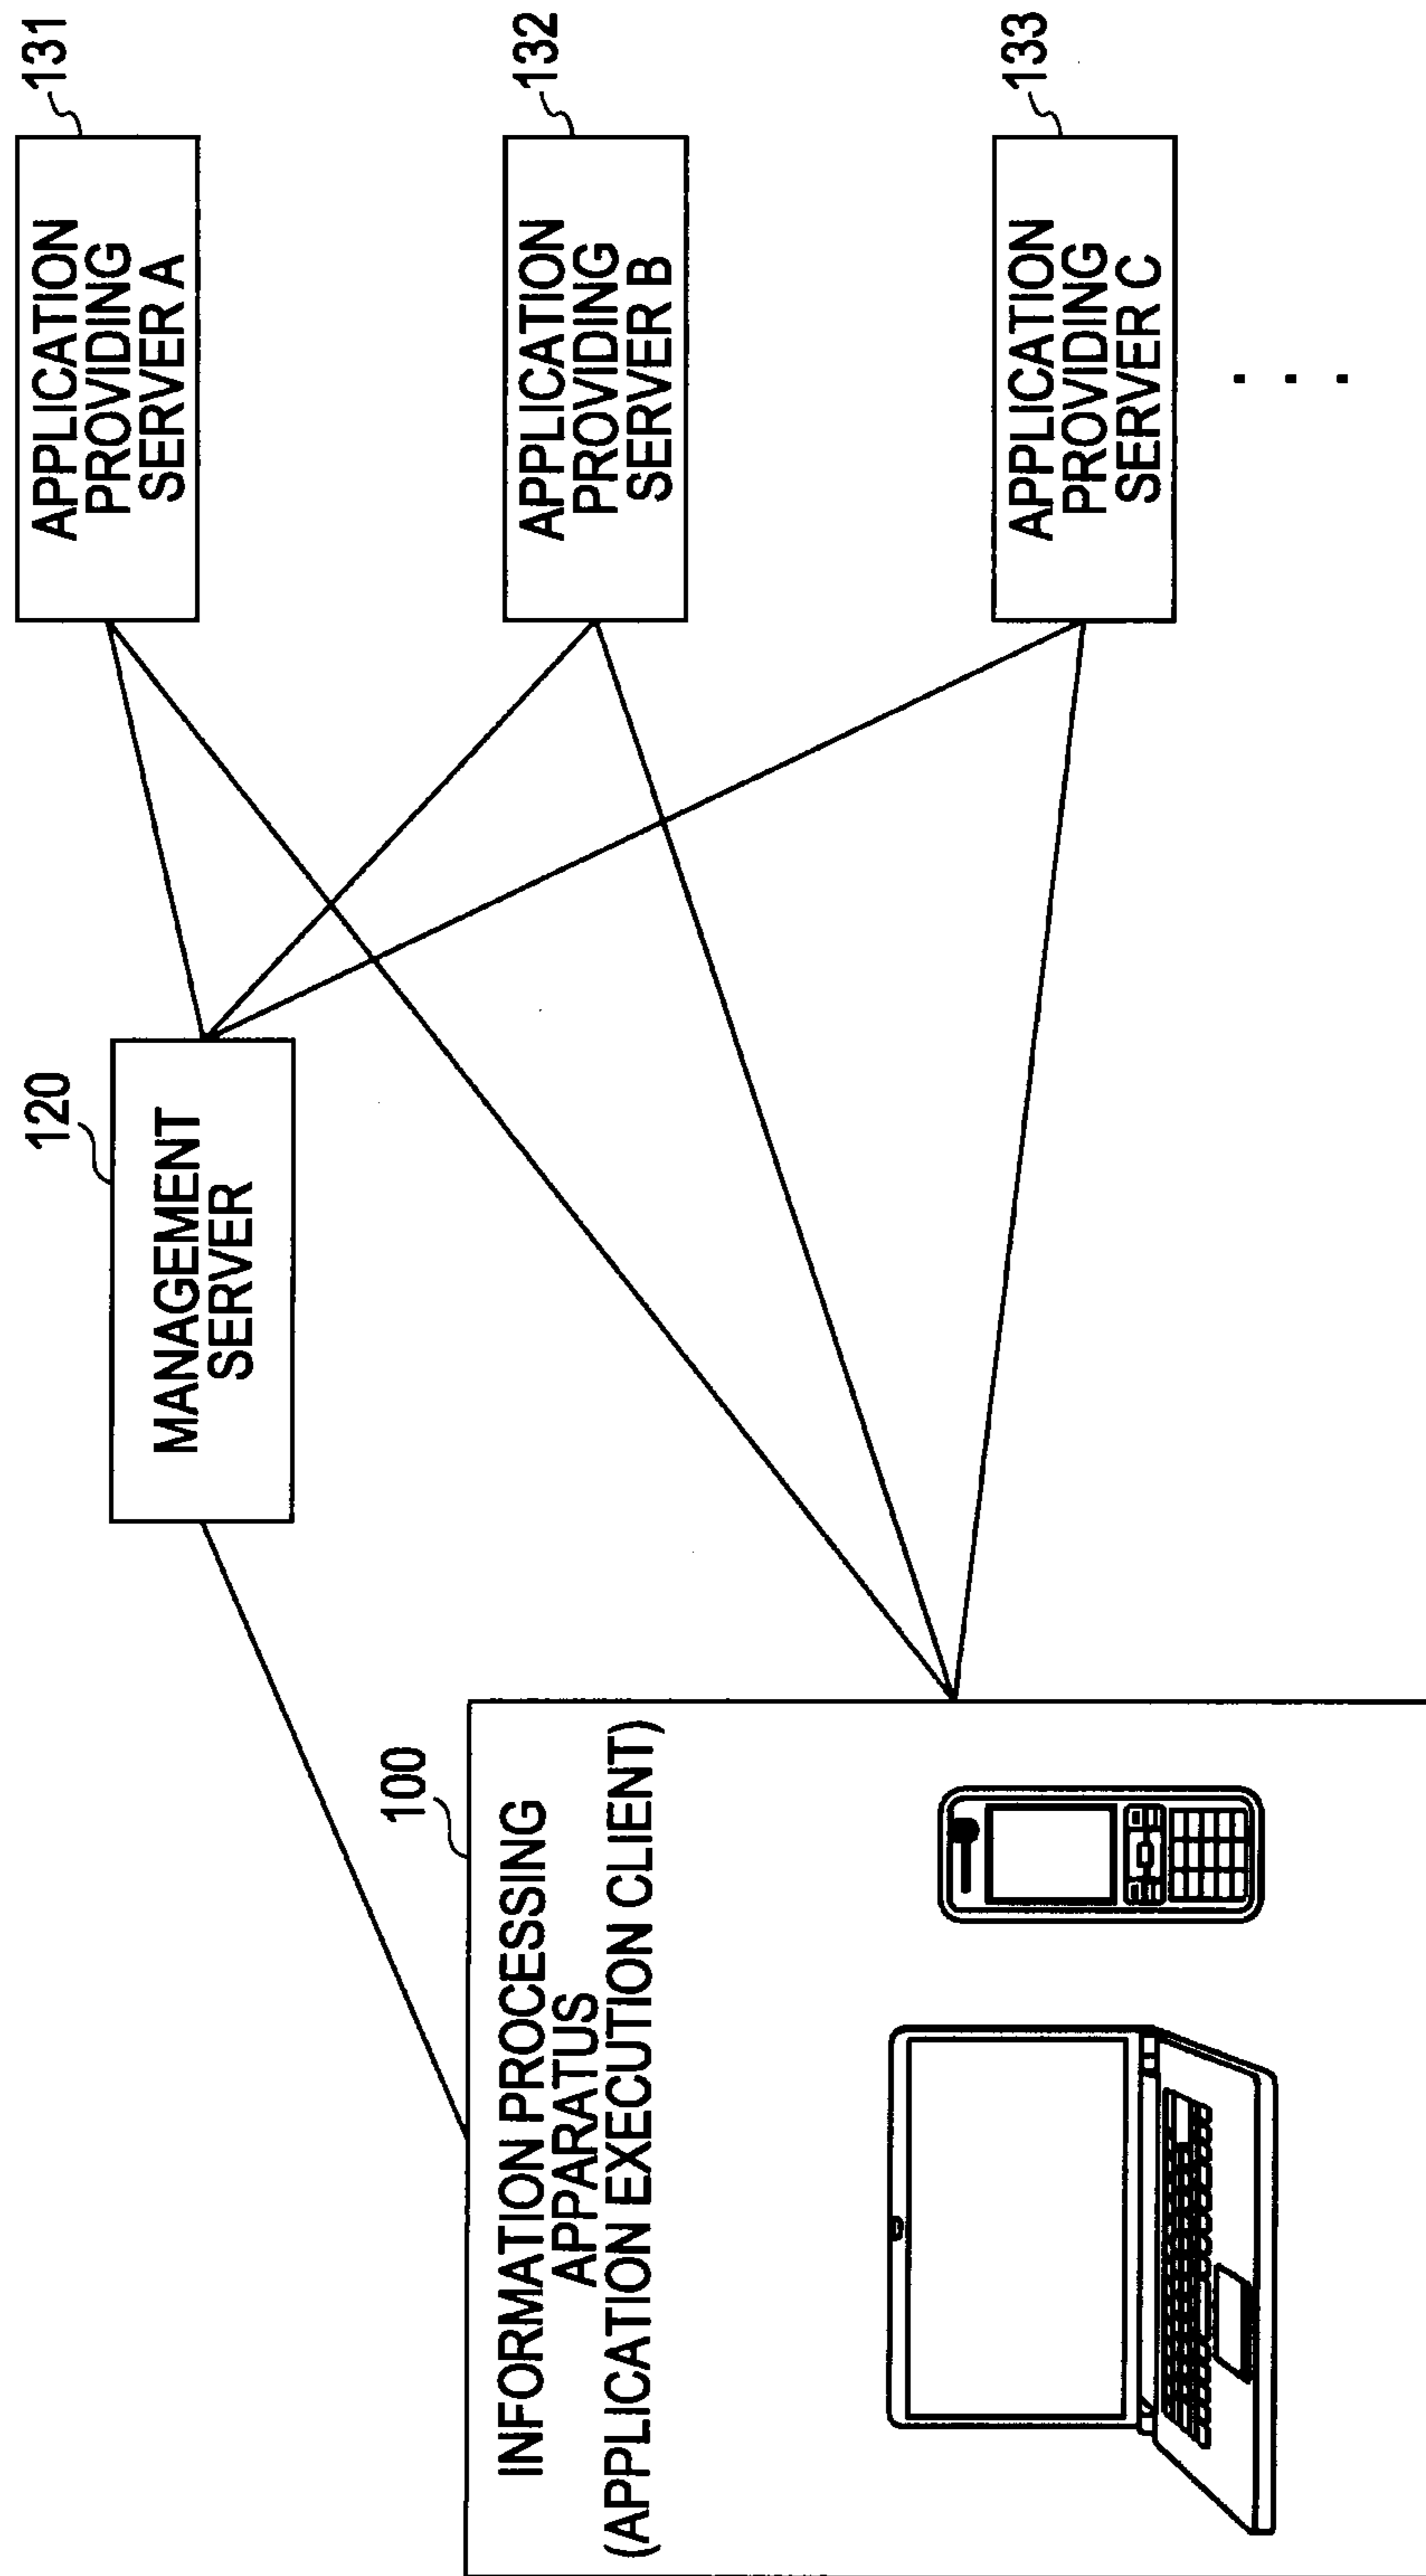 131
APPLICATION
PROVIDING
SERVER A
132
APPLICATION
PROVIDING
SERVER B
133
APPLICATION
PROVIDING
SERVER C
. . .
120
MANAGEMENT
SERVER
100
INFORMATION PROCESSING
APPARATUS
(APPLICATION EXECUTION CLIENT)